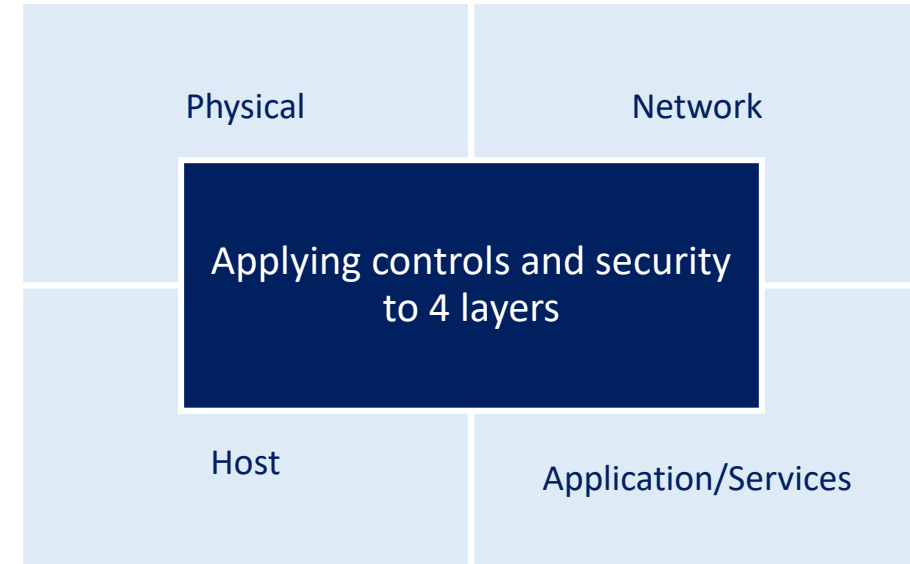 Physical
Network
Applying controls and security
to 4 layers
Host
Application/Services